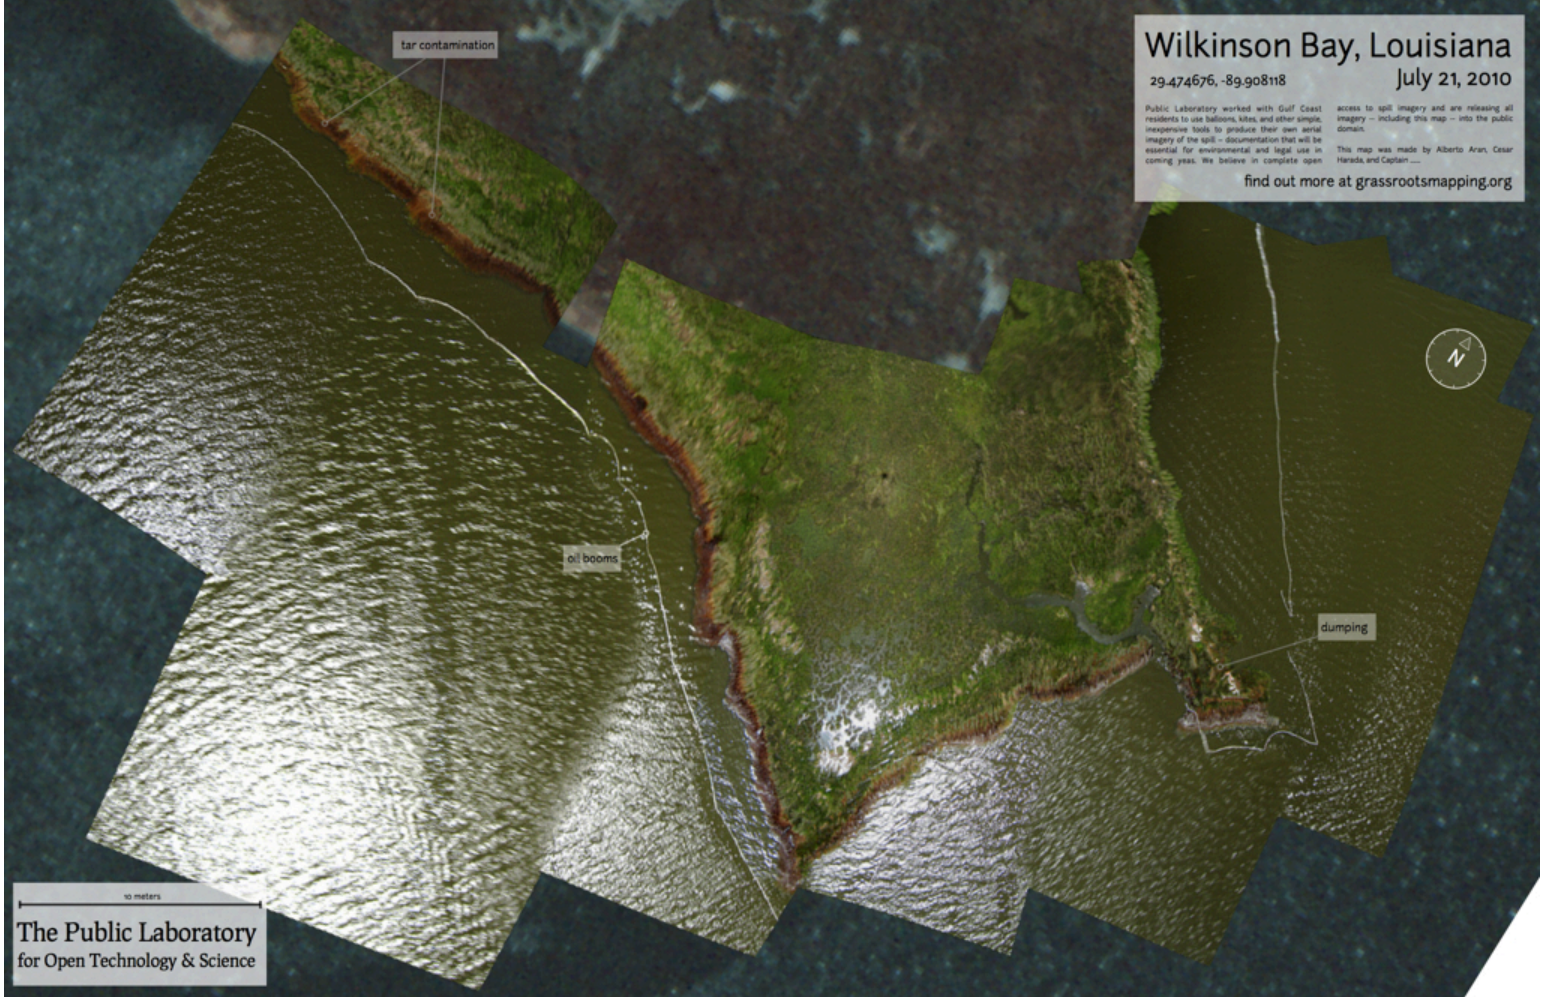 tar contamination
Wilkinson Bay, Louisiana
29.474676, -89.908118
July 21, 2010
Public Laboratory worked with Gulf Coast
residents to use balloons, kites, and other simple,
inexpensive tools to produce their own aerial
imagery of the spill – documentation that will be
essential for environmental and legal use in
coming years. We believe in complete open
access to spill imagery and are releasing all
imagery – including this map – into the public
domain.
This map was made by Alberto Aran, Cesar
Harada, and Captain ......
find out more at grassrootsmapping.org
N
oil booms
dumping
10 meters
The Public Laboratory
for Open Technology & Science